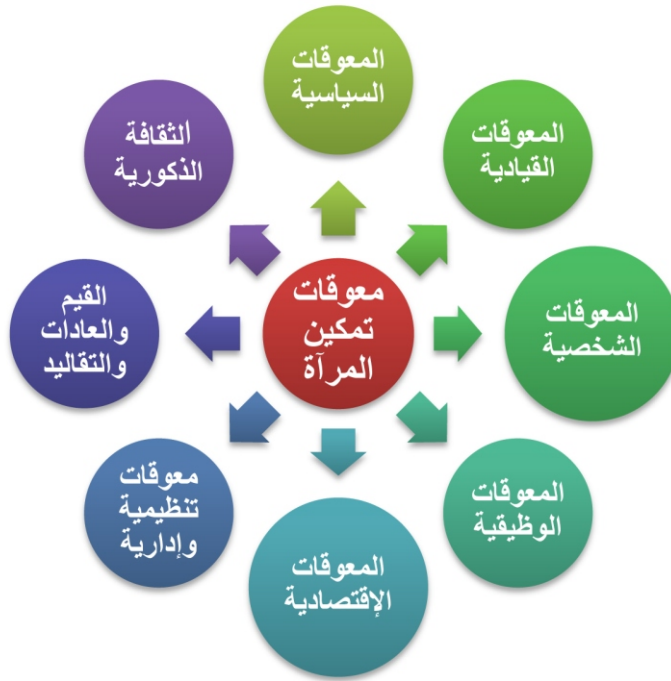 معوقات
تمكين
المرآة
المعوقات
السياسية
المعوقات
القيادية
المعوقات
الشخصية
المعوقات
الوظيقية
المعوقات
الإقتصادية
معوقات
تنظيمية
وإدارية
القيم
والعادات
والتقاليد
الثقافة
الذكورية